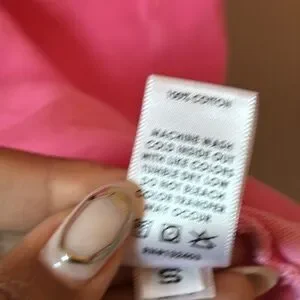 100% COTTON
MACHINE WASH
COLD INSIDE OUT
WITH LIKE COLORS
TUMBLE DRY LOW
DO NOT BLEACH
COLOR TRANSFER
MAY OCCUR
S